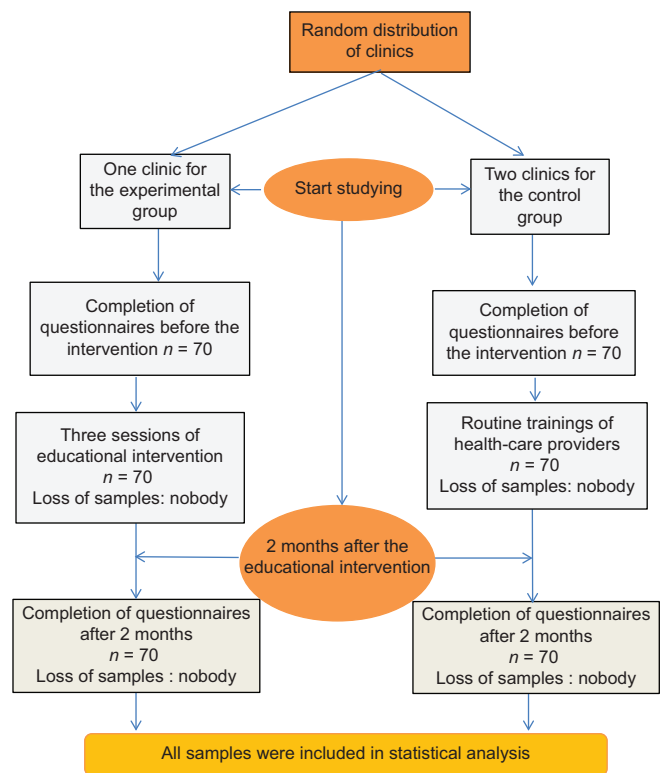 Random distribution
of clinics
One clinic for
the experimental
group
Start studying
Two clinics for
the control
group
Completion of
questionnaires before the
intervention n = 70
Completion of
questionnaires before
the intervention n = 70
Three sessions of
educational intervention
n = 70
Loss of samples: nobody
Routine trainings of
health-care providers
n = 70
Loss of samples: nobody
2 months after the
educational intervention
Completion of questionnaires
after 2 months
n = 70
Loss of samples : nobody
Completion of questionnaires
after 2 months
n = 70
Loss of samples : nobody
All samples were included in statistical analysis